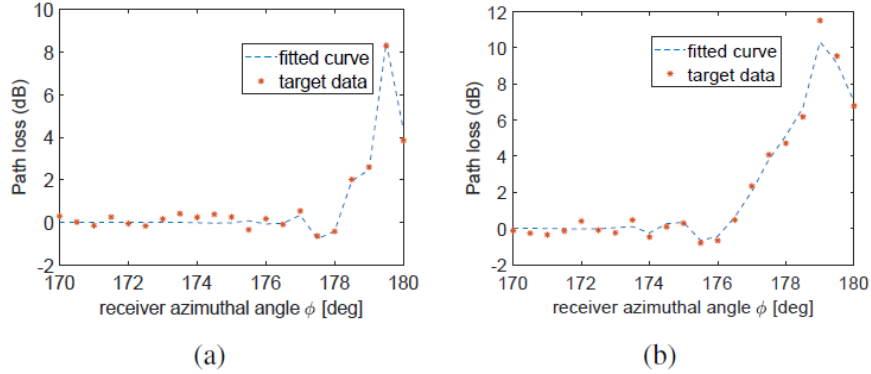 10
8
6
4
2
0
-2
Path loss (dB)
fitted curve
target data
170 172 174 176 178 180
receiver azimuthal angle ϕ [deg]
(a)
12
10
8
6
4
2
0
-2
Path loss (dB)
fitted curve
target data
170 172 174 176 178 180
receiver azimuthal angle ϕ [deg]
(b)